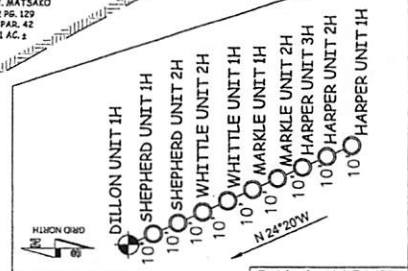 MATSAKO
PG. 129
PAR. 42
AC. ±
GRID NORTH
DILLON UNIT 1H
10'
SHEPHERD UNIT 1H
10'
SHEPHERD UNIT 2H
10'
WHITTLE UNIT 2H
10'
WHITTLE UNIT 1H
10'
MARKLE UNIT 1H
10'
MARKLE UNIT 2H
10'
HARPER UNIT 3H
10'
HARPER UNIT 2H
10'
HARPER UNIT 1H
N 24°20'W